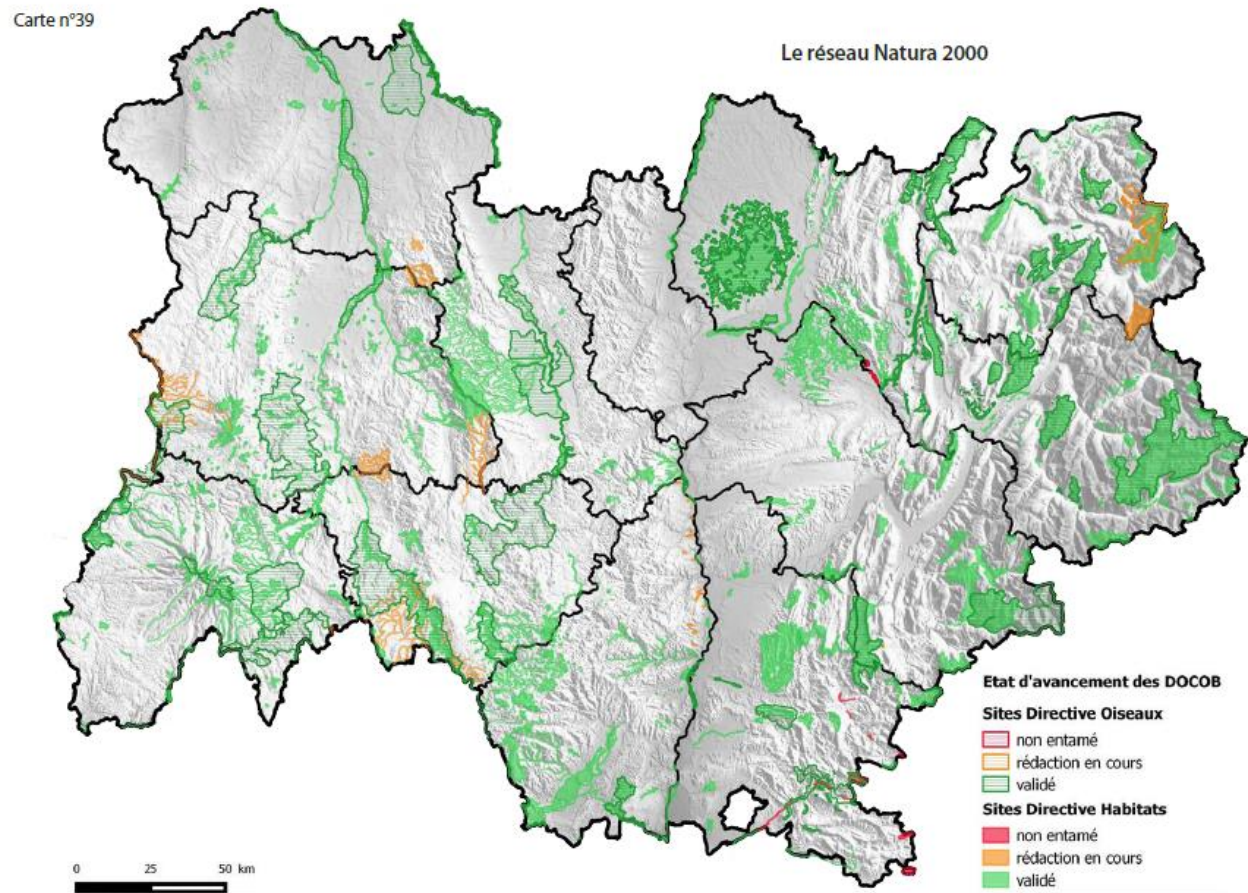 Carte n°39
Le réseau Natura 2000
Etat d'avancement des DOCOB
Sites Directive Oiseaux
non entamé
rédaction en cours
validé
Sites Directive Habitats
non entamé
rédaction en cours
validé
0 25 50 km